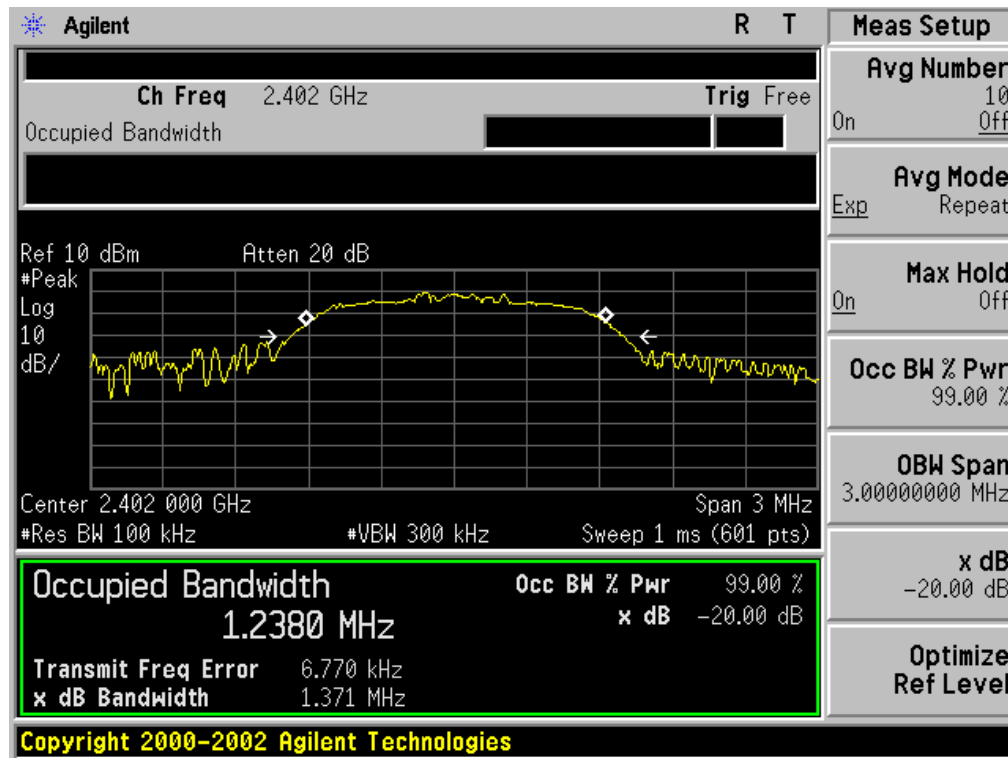 Agilent R T
Ch Freq 2.402 GHz Trig Free
Occupied Bandwidth
Ref 10 dBm Atten 20 dB
#Peak
Log
10
dB/
Center 2.402 000 GHz Span 3 MHz
#Res BW 100 kHz #VBW 300 kHz Sweep 1 ms (601 pts)
Occupied Bandwidth Occ BW % Pwr 99.00 %
1.2380 MHz x dB -20.00 dB
Transmit Freq Error 6.770 kHz
x dB Bandwidth 1.371 MHz
Copyright 2000-2002 Agilent Technologies
Meas Setup
Avg Number
10
On Off
Avg Mode
Exp Repeat
Max Hold
On Off
Occ BW % Pwr
99.00 %
OBW Span
3.00000000 MHz
x dB
-20.00 dB
Optimize
Ref Level